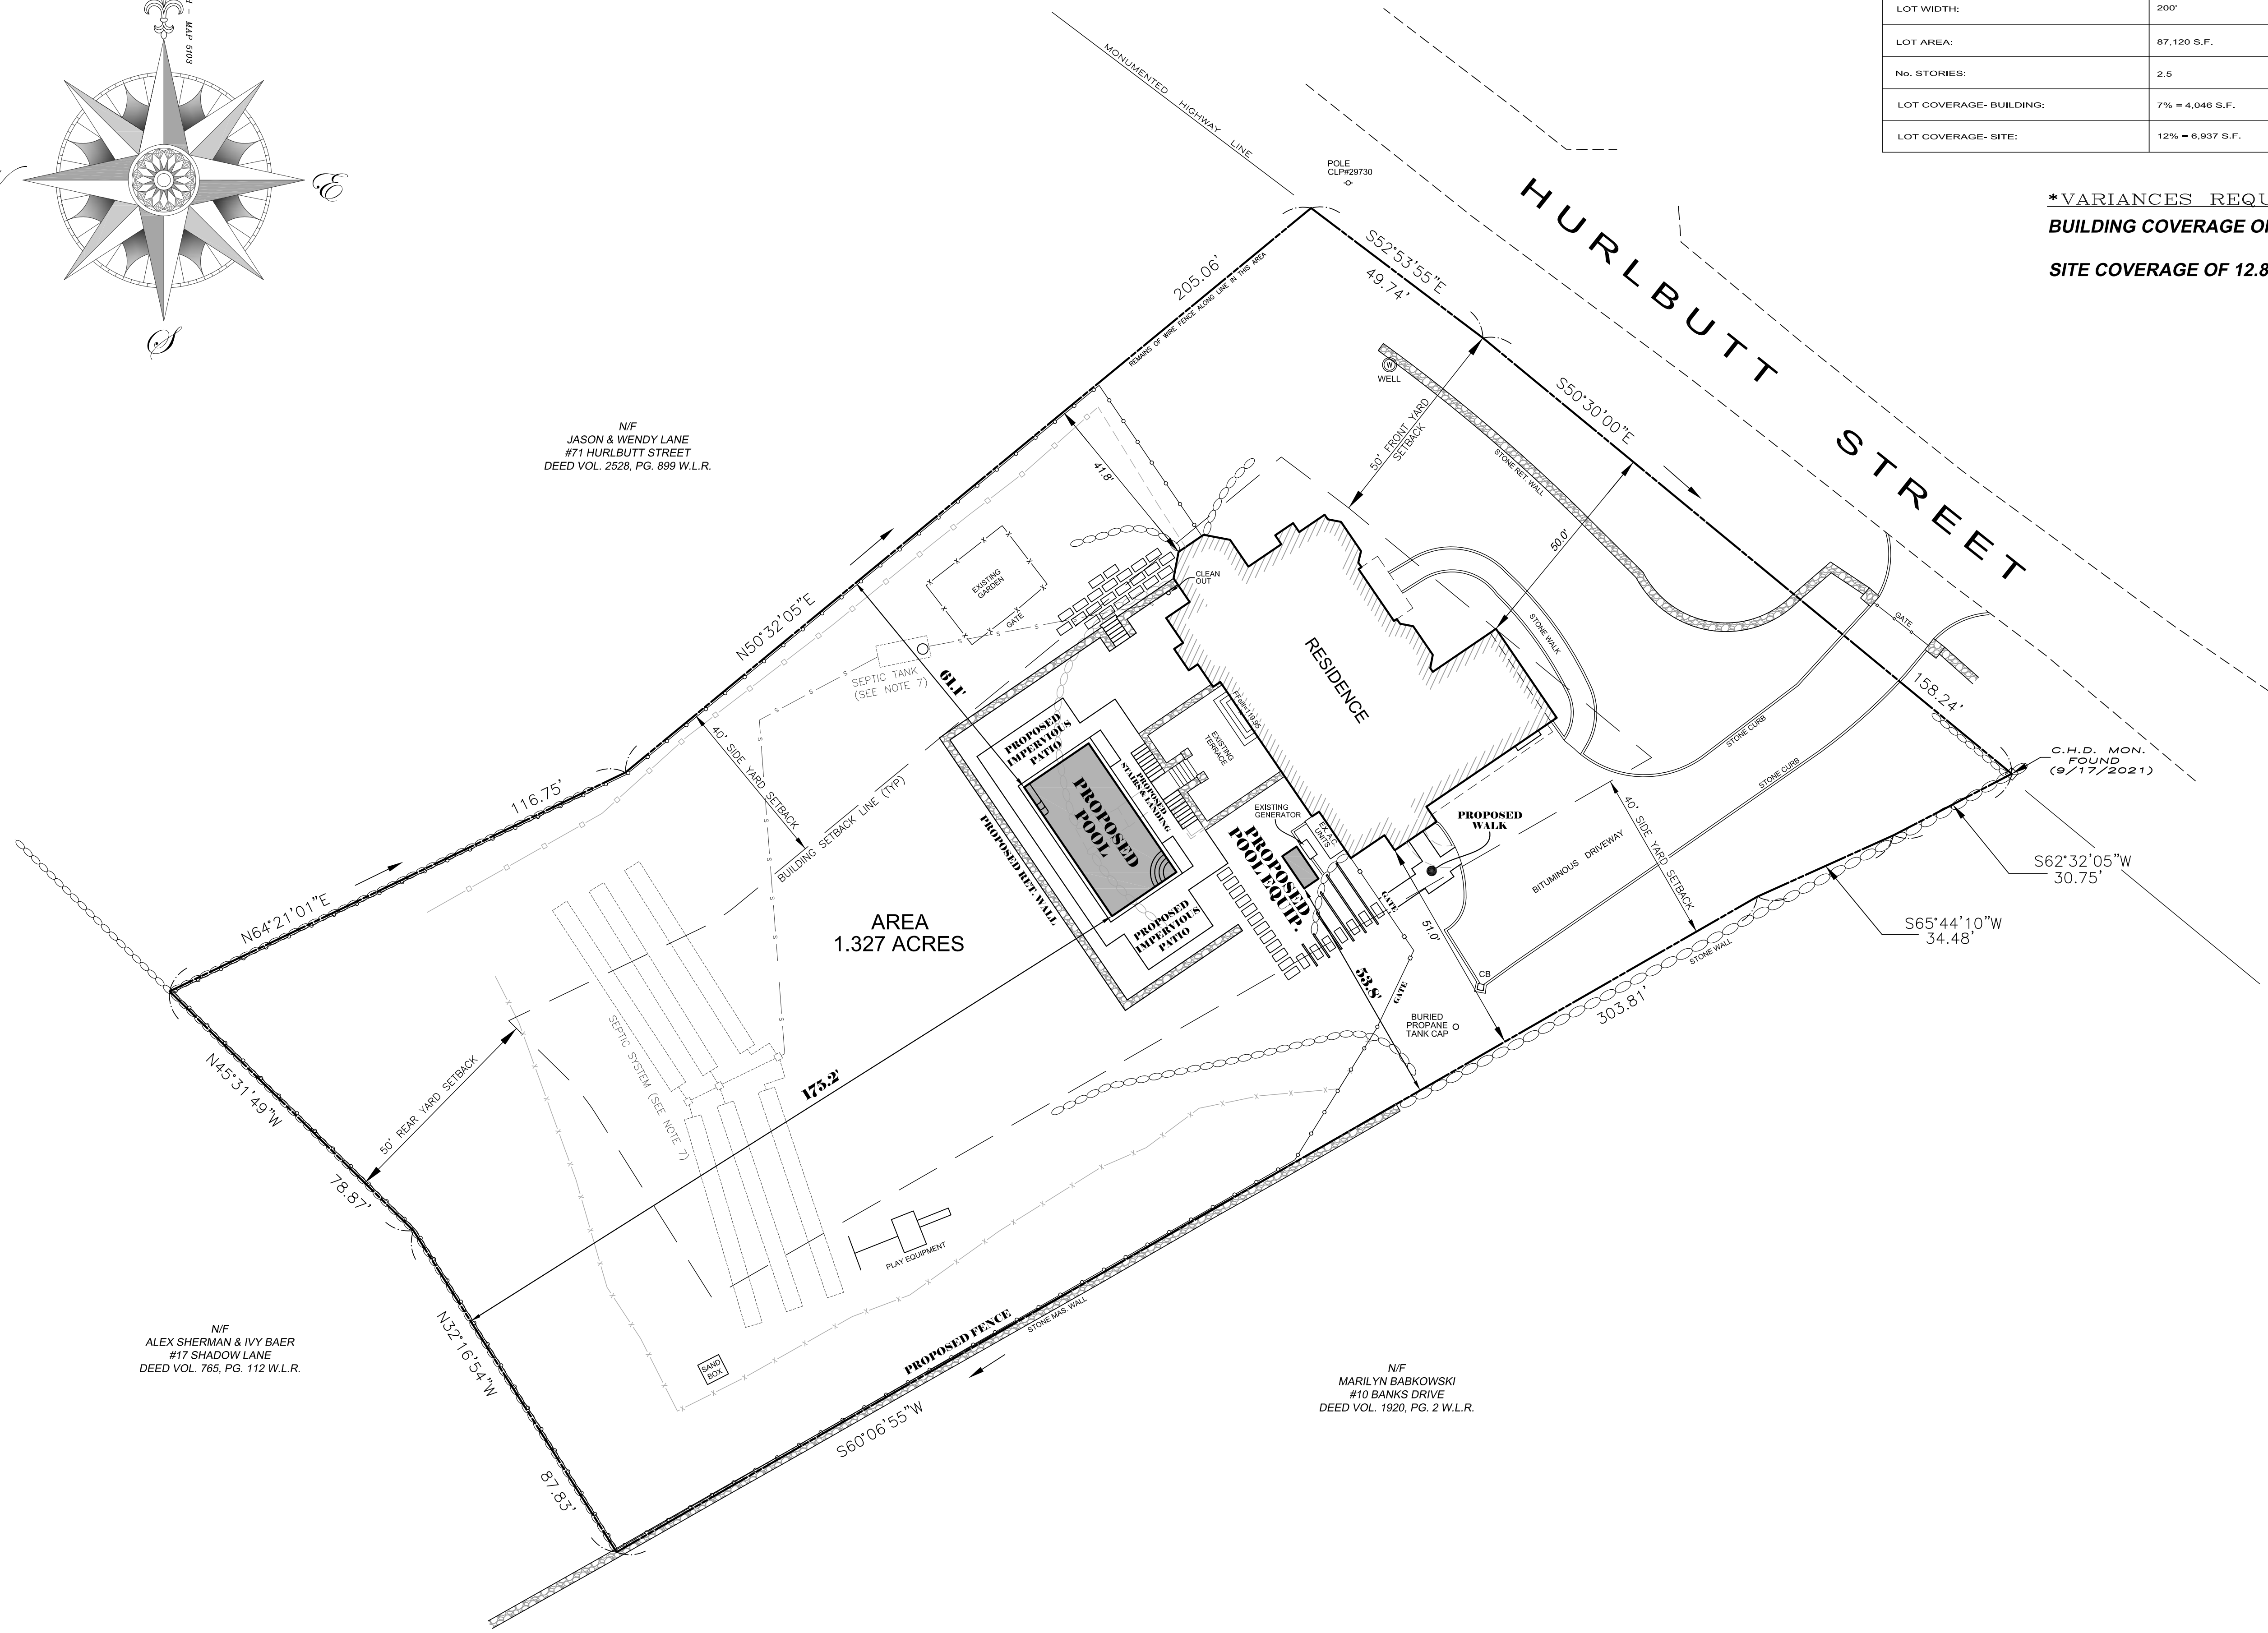 MAP 5103
E
S
LOT WIDTH: 200'
LOT AREA: 87,120 S.F.
No. STORIES: 2.5
LOT COVERAGE- BUILDING: 7% = 4,046 S.F.
LOT COVERAGE- SITE: 12% = 6,937 S.F.
*VARIANCES
BUILDING COVERAGE
SITE COVERAGE OF 12.8
MONUMENTED HIGHWAY LINE
POLE
CLP#29730
HURLBUTT STREET
S52°53'55"E
49.74'
205.06'
REMAINS OF WIRE FENCE ALONG LINE IN THIS AREA
W
WELL
50' FRONT YARD
SETBACK
S50°30'00"E
STONE RET. WALL
50.0'
N/F
JASON & WENDY LANE
#71 HURLBUTT STREET
DEED VOL. 2528, PG. 899 W.L.R.
41.8'
EXISTING
GARDEN
GATE
CLEAN
OUT
N50°32'05"E
SEPTIC TANK
(SEE NOTE 7)
61.1'
RESIDENCE
FFsill=119.95
STONE WALK
GATE
158.24'
STONE CURB
STONE CURB
C.H.D. MON.
FOUND
(9/17/2021)
PROPOSED
IMPERVIOUS
PATIO
EXISTING
TERRACE
PROPOSED
STAIRS & LANDING
PROPOSED
POOL
40' SIDE YARD SETBACK
BUILDING SETBACK LINE (TYP)
116.75'
EXISTING
GENERATOR
EX. A.C.
UNITS
PROPOSED
WALK
PROPOSED
POOL EQUIP.
PROPOSED RET. WALL
PROPOSED
IMPERVIOUS
PATIO
BITUMINOUS DRIVEWAY
40' SIDE YARD SETBACK
S62°32'05"W
30.75'
S65°44'10"W
34.48'
AREA
1.327 ACRES
N64°21'01"E
GATE
51.0'
STONE WALL
CB
53.8'
GATE
303.81'
BURIED
PROPANE
TANK CAP
SEPTIC SYSTEM (SEE NOTE 7)
N45°31'49"W
50' REAR YARD SETBACK
175.2'
78.87'
PLAY EQUIPMENT
N/F
ALEX SHERMAN & IVY BAER
#17 SHADOW LANE
DEED VOL. 765, PG. 112 W.L.R.
N32°16'54"W
SAND
BOX
PROPOSED FENCE
STONE MAS. WALL
N/F
MARILYN BABKOWSKI
#10 BANKS DRIVE
DEED VOL. 1920, PG. 2 W.L.R.
S60°06'55"W
87.83'